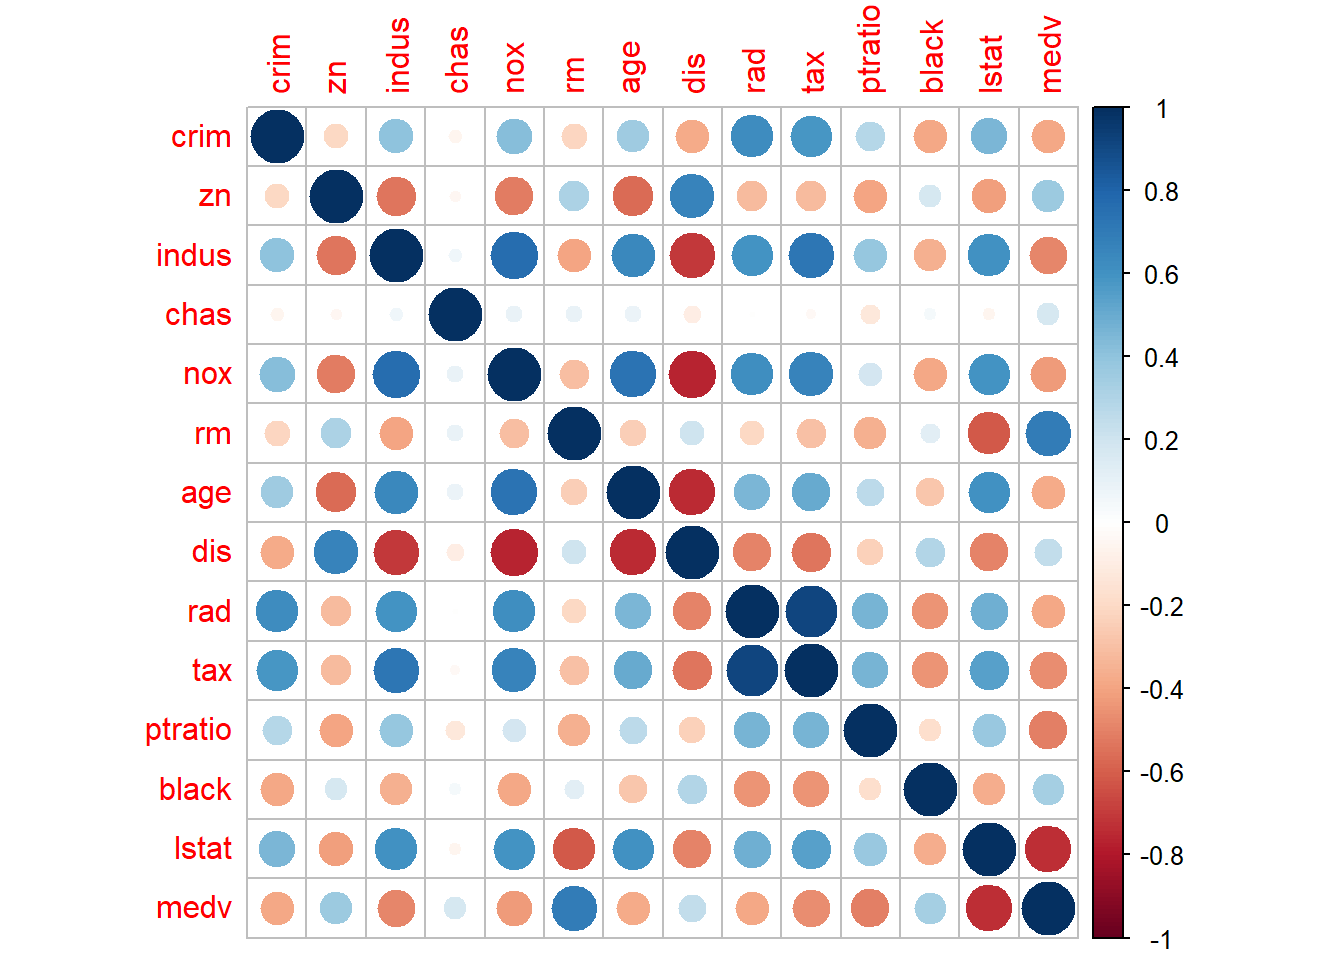 crim zn indus chas nox rm age dis rad tax ptratio black lstat medv
crim
zn
indus
chas
nox
rm
age
dis
rad
tax
ptratio
black
lstat
medv
1
0.8
0.6
0.4
0.2
0
-0.2
-0.4
-0.6
-0.8
-1